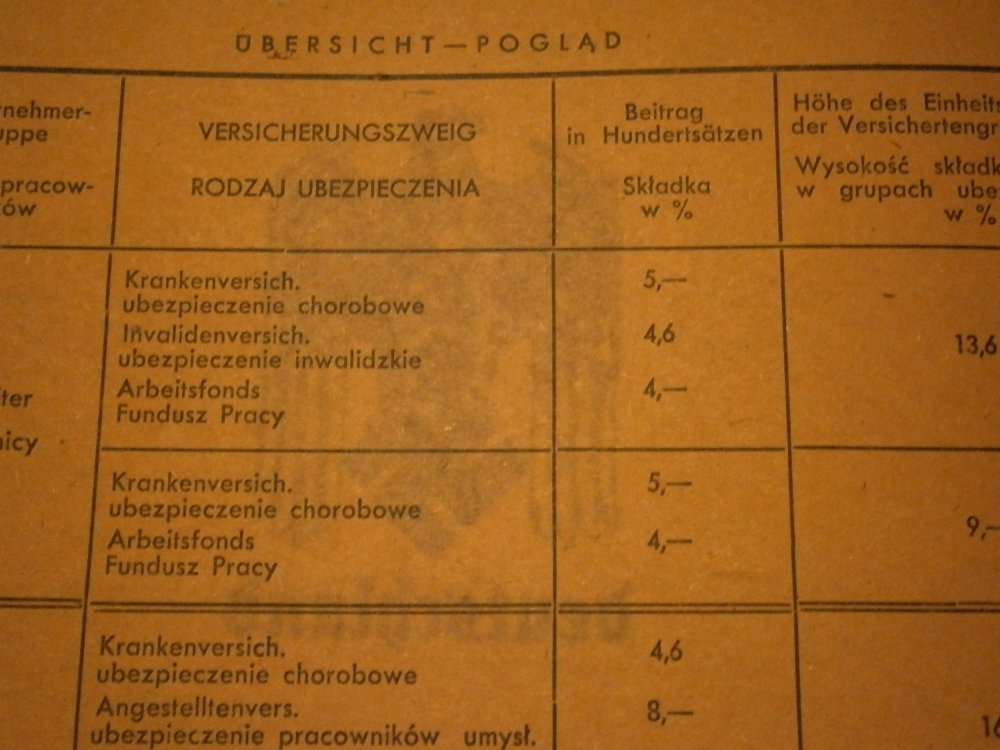 ÜBERSICHT—POGLĄD
rnehmer-
uppe
pracow-
ów
VERSICHERUNGSZWEIG
RODZAJ UBEZPIECZENIA
Beitrag
in Hundertsätzen
Składka
w %
Höhe des Einheits
der Versichertengr
Wysokość składk
w grupach ube
w %
ter
nicy
Krankenversich. 5,—
ubezpieczenie chorobowe
Invalidenversich. 4,6 13,6
ubezpieczenie inwalidzkie
Arbeitsfonds 4,—
Fundusz Pracy
Krankenversich. 5,—
ubezpieczenie chorobowe
Arbeitsfonds 4,— 9,—
Fundusz Pracy
Krankenversich. 4,6
ubezpieczenie chorobowe
Angestelltenvers. 8,—
ubezpieczenie pracowników umysł.